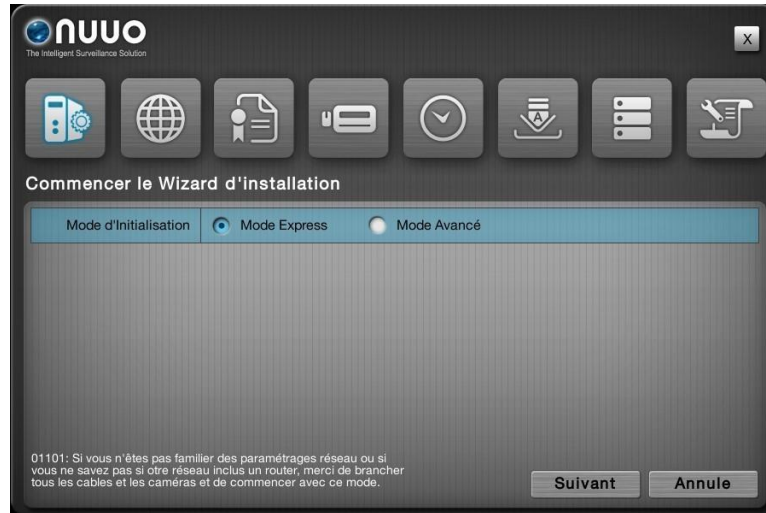 nuuo
The Intelligent Surveillance Solution
X
A
Commencer le Wizard d'installation
Mode d'Initialisation Mode Express Mode Avancé
01101: Si vous n'êtes pas familier des paramétrages réseau ou si
vous ne savez pas si otre réseau inclus un router, merci de brancher
tous les cables et les caméras et de commencer avec ce mode.
Suivant Annule